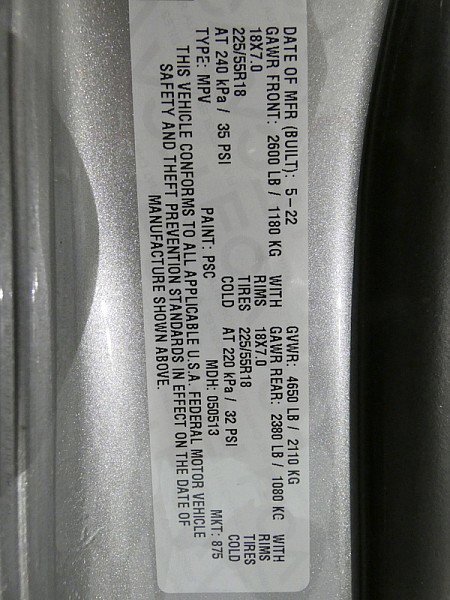 DATE OF MFR (BUILT): 5-22 GVWR: 4650 LB / 2110 KG
GAWR FRONT: 2600 LB / 1180 KG WITH GAWR REAR: 2380 LB / 1080 KG WITH
18X7.0 RIMS 18X7.0 RIMS
225/55R18 TIRES 225/55R18 TIRES
AT 240 kPa / 35 PSI COLD AT 220 kPa / 32 PSI COLD
TYPE: MPV PAINT: PSC MDH: 050513 MKT: 875
THIS VEHICLE CONFORMS TO ALL APPLICABLE U.S.A. FEDERAL MOTOR VEHICLE
SAFETY AND THEFT PREVENTION STANDARDS IN EFFECT ON THE DATE OF
MANUFACTURE SHOWN ABOVE.